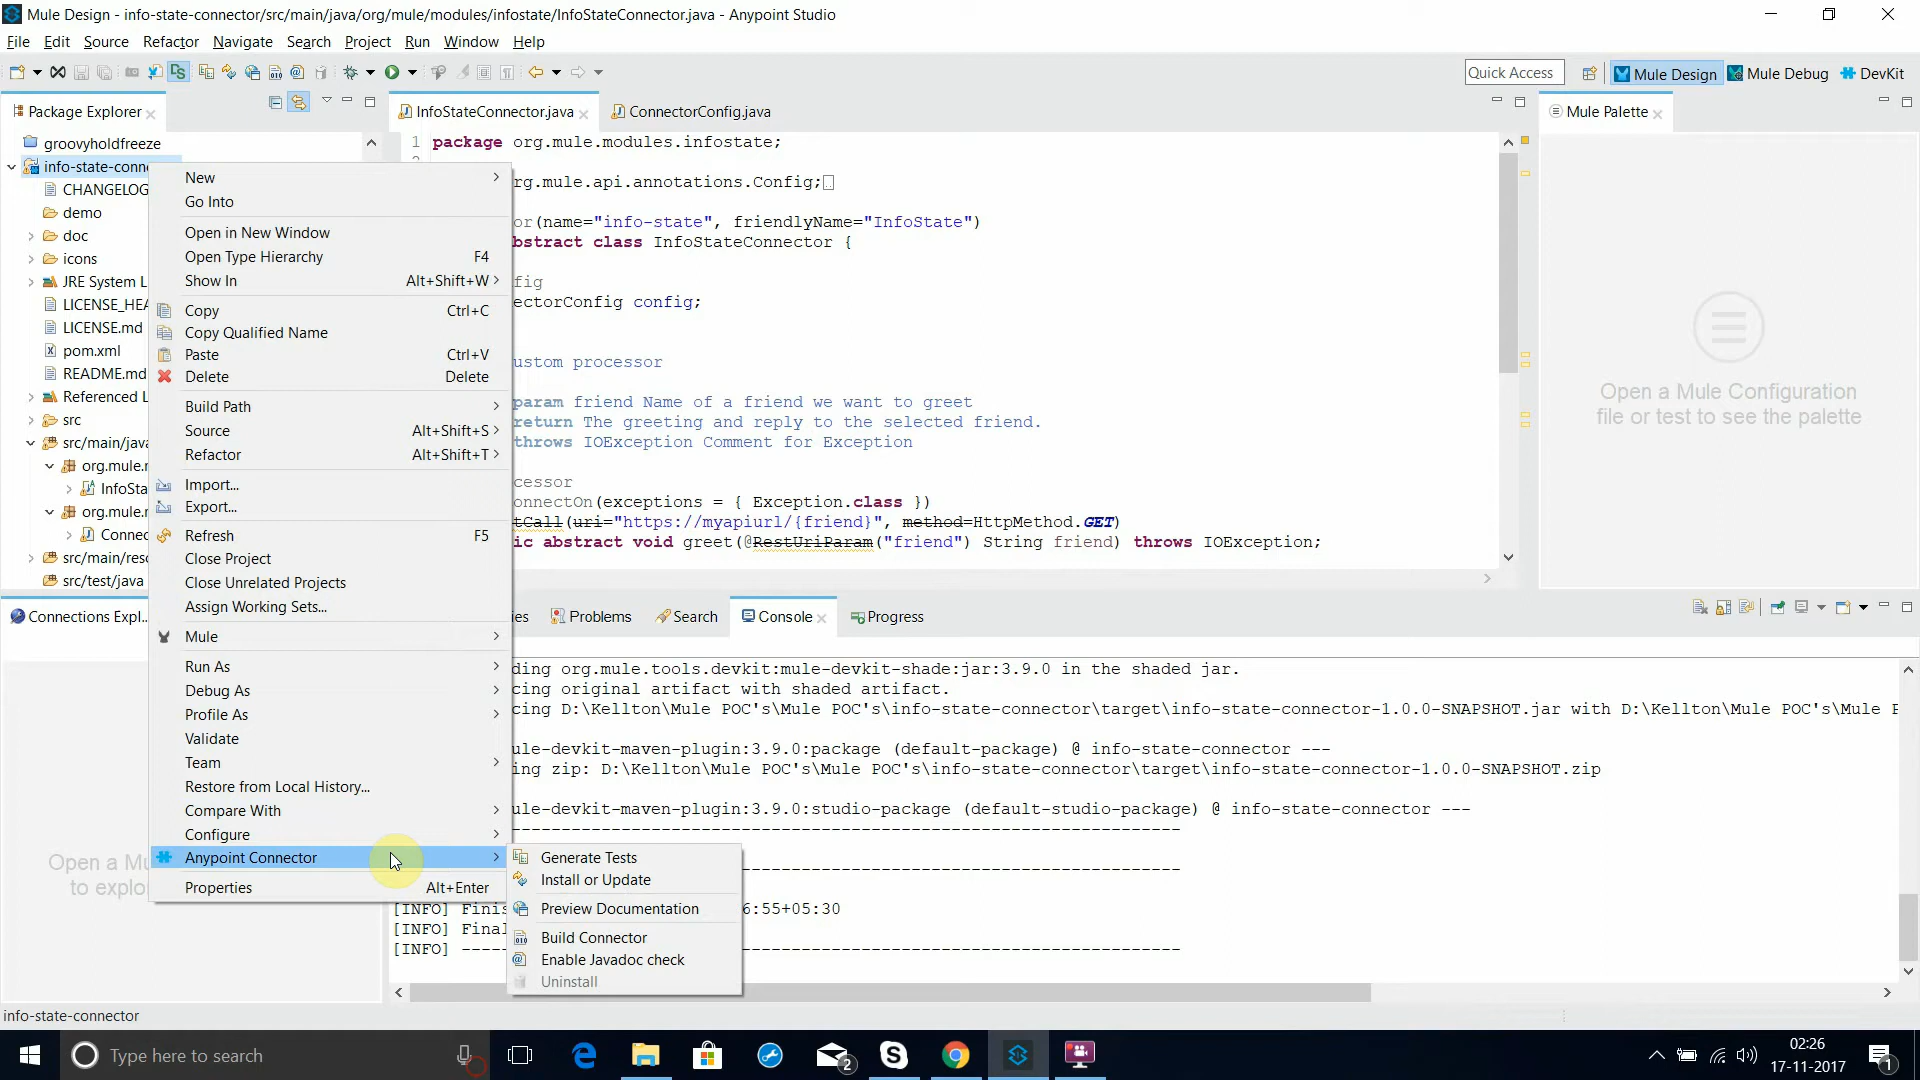 Mule Design - info-state-connector/src/main/java/org/mule/modules/infostate/InfoStateConnector.java - Anypoint Studio
File Edit Source Refactor Navigate Search Project Run Window Help
Quick Access
Mule Design
Mule Debug
DevKit
Package Explorer
InfoStateConnector.java
ConnectorConfig.java
Mule Palette
groovyholdfreeze
info-state-conne
CHANGELOG
demo
doc
icons
JRE System L
LICENSE_HEA
LICENSE.md
pom.xml
README.md
Referenced L
src
src/main/java
org.mule.m
InfoSta
org.mule.m
Connec
src/main/reso
src/test/java
New
Go Into
Open in New Window
Open Type Hierarchy F4
Show In Alt+Shift+W
Copy Ctrl+C
Copy Qualified Name
Paste Ctrl+V
Delete Delete
Build Path
Source Alt+Shift+S
Refactor Alt+Shift+T
Import...
Export...
Refresh F5
Close Project
Close Unrelated Projects
Assign Working Sets...
Mule
Run As
Debug As
Profile As
Validate
Team
Restore from Local History...
Compare With
Configure
Anypoint Connector
Properties Alt+Enter
Generate Tests
Install or Update
Preview Documentation
Build Connector
Enable Javadoc check
Uninstall
1 package org.mule.modules.infostate;
rg.mule.api.annotations.Config;
or(name="info-state", friendlyName="InfoState")
bstract class InfoStateConnector {
fig
ectorConfig config;
ustom processor
param friend Name of a friend we want to greet
return The greeting and reply to the selected friend.
throws IOException Comment for Exception
cessor
onnectOn(exceptions = { Exception.class })
tCall(uri="https://myapiurl/{friend}", method=HttpMethod.GET)
ic abstract void greet(@RestUriParam("friend") String friend) throws IOException;
Open a Mule Configuration
file or test to see the palette
Connections Expl...
ies
Problems
Search
Console
Progress
Open a Mu
to explo
ding org.mule.tools.devkit:mule-devkit-shade:jar:3.9.0 in the shaded jar.
cing original artifact with shaded artifact.
cing D:\Kellton\Mule POC's\Mule POC's\info-state-connector\target\info-state-connector-1.0.0-SNAPSHOT.jar with D:\Kellton\Mule POC's\Mule P
ule-devkit-maven-plugin:3.9.0:package (default-package) @ info-state-connector ---
ing zip: D:\Kellton\Mule POC's\Mule POC's\info-state-connector\target\info-state-connector-1.0.0-SNAPSHOT.zip
ule-devkit-maven-plugin:3.9.0:studio-package (default-studio-package) @ info-state-connector ---
------------------------------------------------------
[INFO] Finis 6:55+05:30
[INFO] Final
[INFO] ------------------------------------------------------
info-state-connector
Type here to search
2
02:26
17-11-2017
1